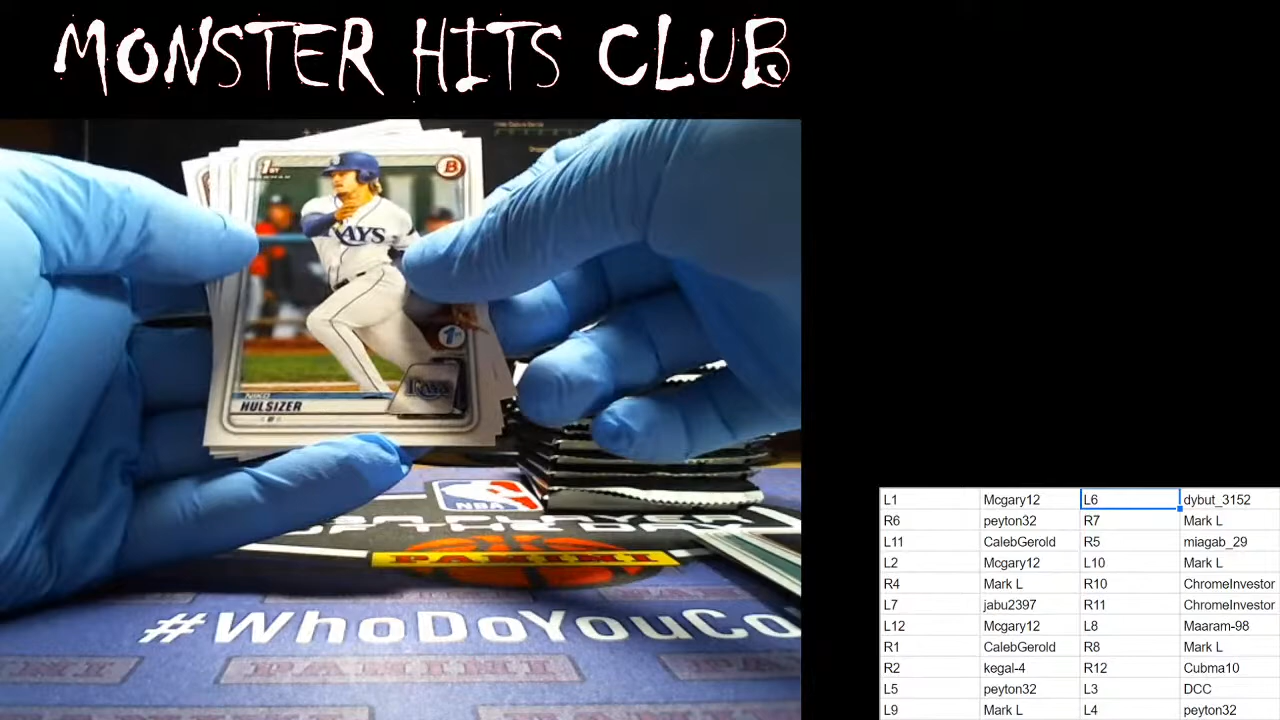 MONSTER HITS CLUB
1ST
B
RAYS
1st
RAYS
NIKO
HULSIZER
NBA
PANINI
#WhoDoYouCo
PANINI
L1 Mcgary12 L6
R6 peyton32 R7 Mark L
L11 CalebGerold R5 miagab_29
L2 Mcgary12 L10 Mark L
R4 Mark L R10 ChromeInvestor
L7 jabu2397 R11 ChromeInvestor
L12 Mcgary12 L8 Maaram-98
R1 CalebGerold R8 Mark L
R2 kegal-4 R12 Cubma10
L5 peyton32 L3 DCC
L9 Mark L L4 peyton32